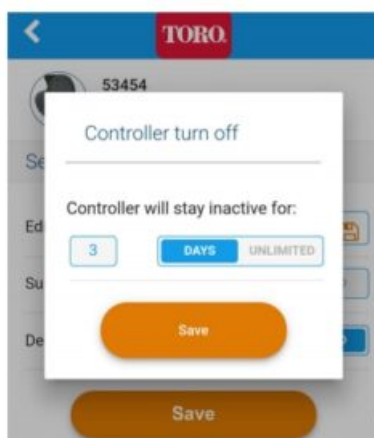 TORO
53454
Controller turn off
Se
Controller will stay inactive for:
Ed
3 DAYS UNLIMITED
Su
Save
De
Save